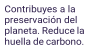 Contribuyes a la
preservación del
planeta. Reduce la
huella de carbono.